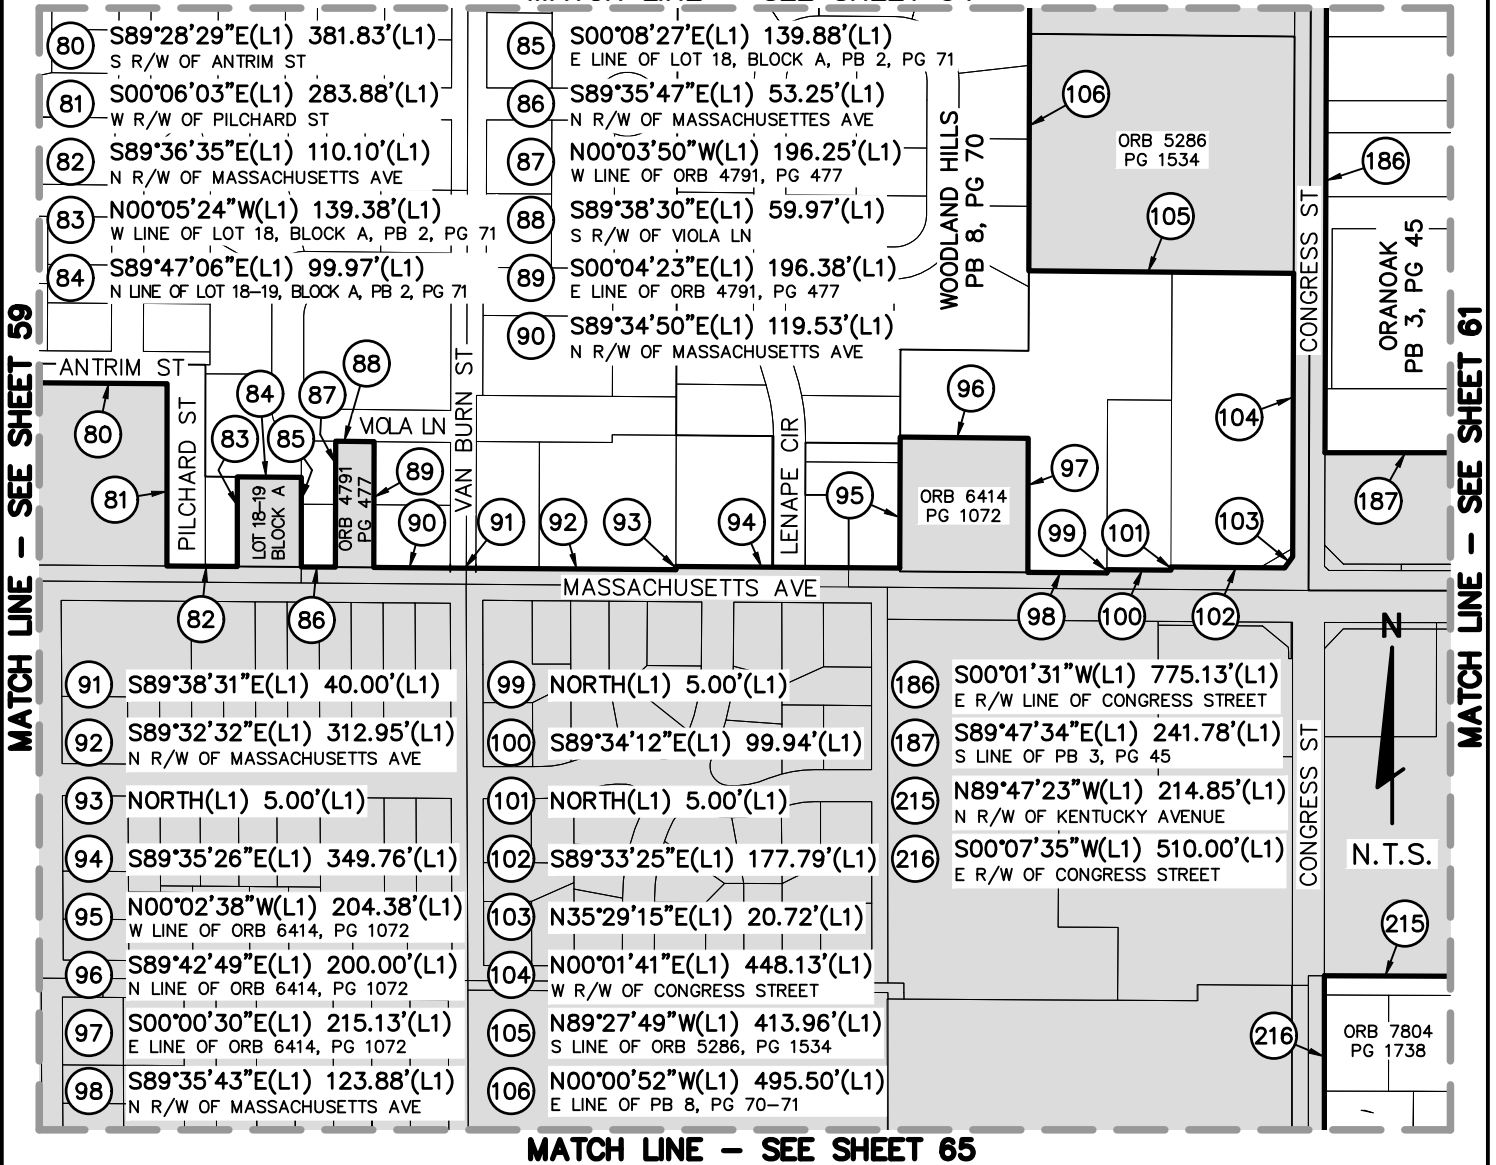 80 S89°28'29"E(L1) 381.83'(L1)
S R/W OF ANTRIM ST
81 S00°06'03"E(L1) 283.88'(L1)
W R/W OF PILCHARD ST
82 S89°36'35"E(L1) 110.10'(L1)
N R/W OF MASSACHUSETTS AVE
83 N00°05'24"W(L1) 139.38'(L1)
W LINE OF LOT 18, BLOCK A, PB 2, PG 71
84 S89°47'06"E(L1) 99.97'(L1)
N LINE OF LOT 18-19, BLOCK A, PB 2, PG 71
85 S00°08'27'E(L1) 139.88'(L1)
E LINE OF LOT 18, BLOCK A, PB 2, PG 71
86 S89°35'47"E(L1) 53.25'(L1)
N R/W OF MASSACHUSETTES AVE
87 N00°03'50"W(L1) 196.25'(L1)
W LINE OF ORB 4791, PG 477
88 S89°38'30"E(L1) 59.97'(L1)
S R/W OF VIOLA LN
89 S00°04'23"E(L1) 196.38'(L1)
E LINE OF ORB 4791, PG 477
90 S89°34'50"E(L1) 119.53'(L1)
N R/W OF MASSACHUSETTS AVE
WOODLAND HILLS
PB 8, PG 70
106
ORB 5286
PG 1534
105
CONGRESS ST
186
ORANOAK
PB 3, PG 45
MATCH LINE - SEE SHEET 59
MATCH LINE - SEE SHEET 61
ANTRIM ST
80
81
PILCHARD ST
83
84
85
87
88
VIOLA LN
LOT 18-19
BLOCK A
ORB 4791
PG 477
89
90
VAN BURN ST
91
92
93
94
LENAPE CIR
95
96
ORB 6414
PG 1072
97
99
101
103
104
187
82
86
MASSACHUSETTS AVE
98
100
102
N
N.T.S.
91 S89°38'31"E(L1) 40.00'(L1)
92 S89°32'32"E(L1) 312.95'(L1)
N R/W OF MASSACHUSETTS AVE
93 NORTH(L1) 5.00'(L1)
94 S89°35'26"E(L1) 349.76'(L1)
95 N00°02'38"W(L1) 204.38'(L1)
W LINE OF ORB 6414, PG 1072
96 S89°42'49"E(L1) 200.00'(L1)
N LINE OF ORB 6414, PG 1072
97 S00°00'30"E(L1) 215.13'(L1)
E LINE OF ORB 6414, PG 1072
98 S89°35'43"E(L1) 123.88'(L1)
N R/W OF MASSACHUSETTS AVE
99 NORTH(L1) 5.00'(L1)
100 S89°34'12"E(L1) 99.94'(L1)
101 NORTH(L1) 5.00'(L1)
102 S89°33'25"E(L1) 177.79'(L1)
103 N35°29'15"E(L1) 20.72'(L1)
104 N00°01'41"E(L1) 448.13'(L1)
W R/W OF CONGRESS STREET
105 N89°27'49"W(L1) 413.96'(L1)
S LINE OF ORB 5286, PG 1534
106 N00°00'52"W(L1) 495.50'(L1)
E LINE OF PB 8, PG 70-71
186 S00°01'31"W(L1) 775.13'(L1)
E R/W LINE OF CONGRESS STREET
187 S89°47'34"E(L1) 241.78'(L1)
S LINE OF PB 3, PG 45
215 N89°47'23"W(L1) 214.85'(L1)
N R/W OF KENTUCKY AVENUE
216 S00°07'35"W(L1) 510.00'(L1)
E R/W OF CONGRESS STREET
CONGRESS ST
215
216
ORB 7804
PG 1738
MATCH LINE - SEE SHEET 65